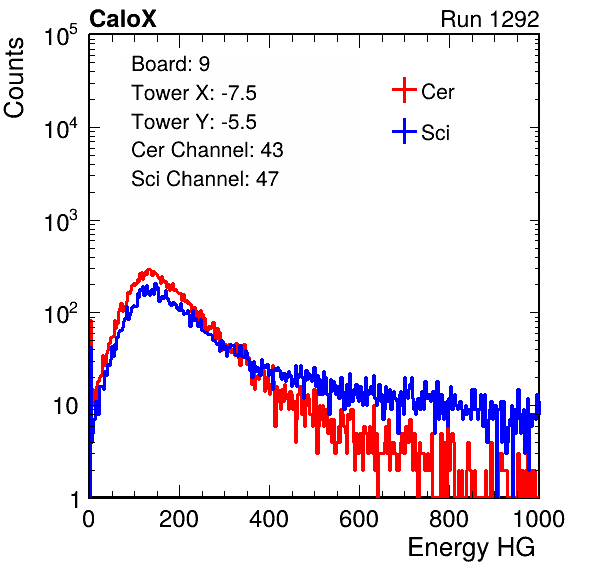 CaloX Run 1292
Counts
10^5
10^4
10^3
10^2
10
1
Board: 9
Tower X: -7.5
Tower Y: -5.5
Cer Channel: 43
Sci Channel: 47
Cer
Sci
0 200 400 600 800 1000
Energy HG